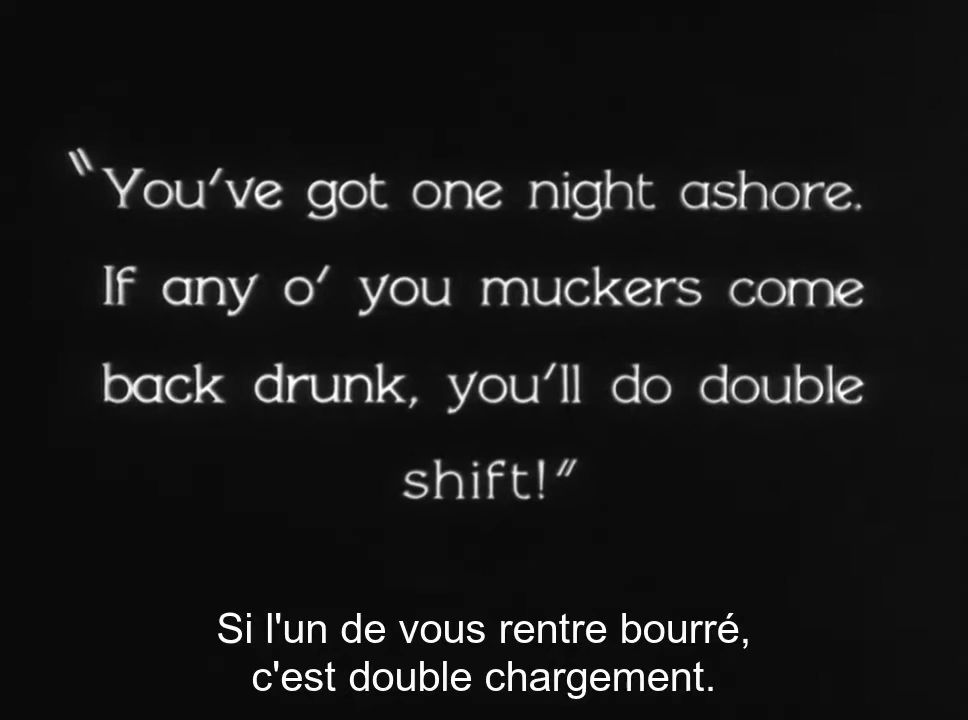 "You've got one night ashore.
If any o' you muckers come
back drunk, you'll do double
shift!"
Si l'un de vous rentre bourré,
c'est double chargement.